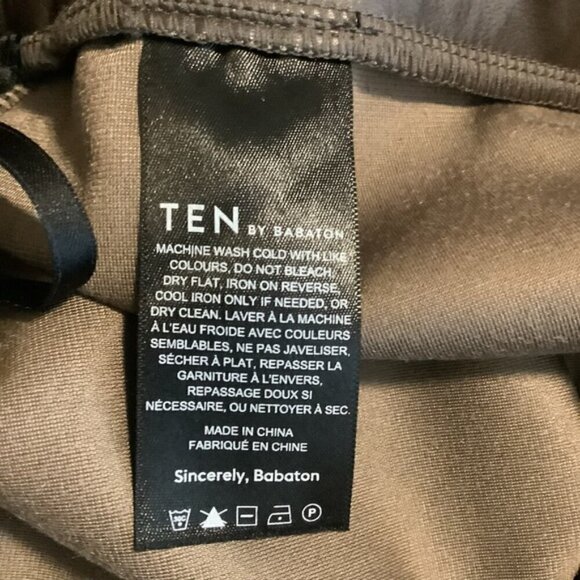 TEN BY BABATON
MACHINE WASH COLD WITH LIKE
COLOURS, DO NOT BLEACH,
DRY FLAT, IRON ON REVERSE
COOL IRON ONLY IF NEEDED, OR
DRY CLEAN. LAVER À LA MACHINE
À L'EAU FROIDE AVEC COULEURS
SEMBLABLES, NE PAS JAVELISER,
SÉCHER À PLAT, REPASSER LA
GARNITURE À L'ENVERS,
REPASSAGE DOUX SI
NÉCESSAIRE, OU NETTOYER À SEC.
MADE IN CHINA
FABRIQUÉ EN CHINE
Sincerely, Babaton
30C P